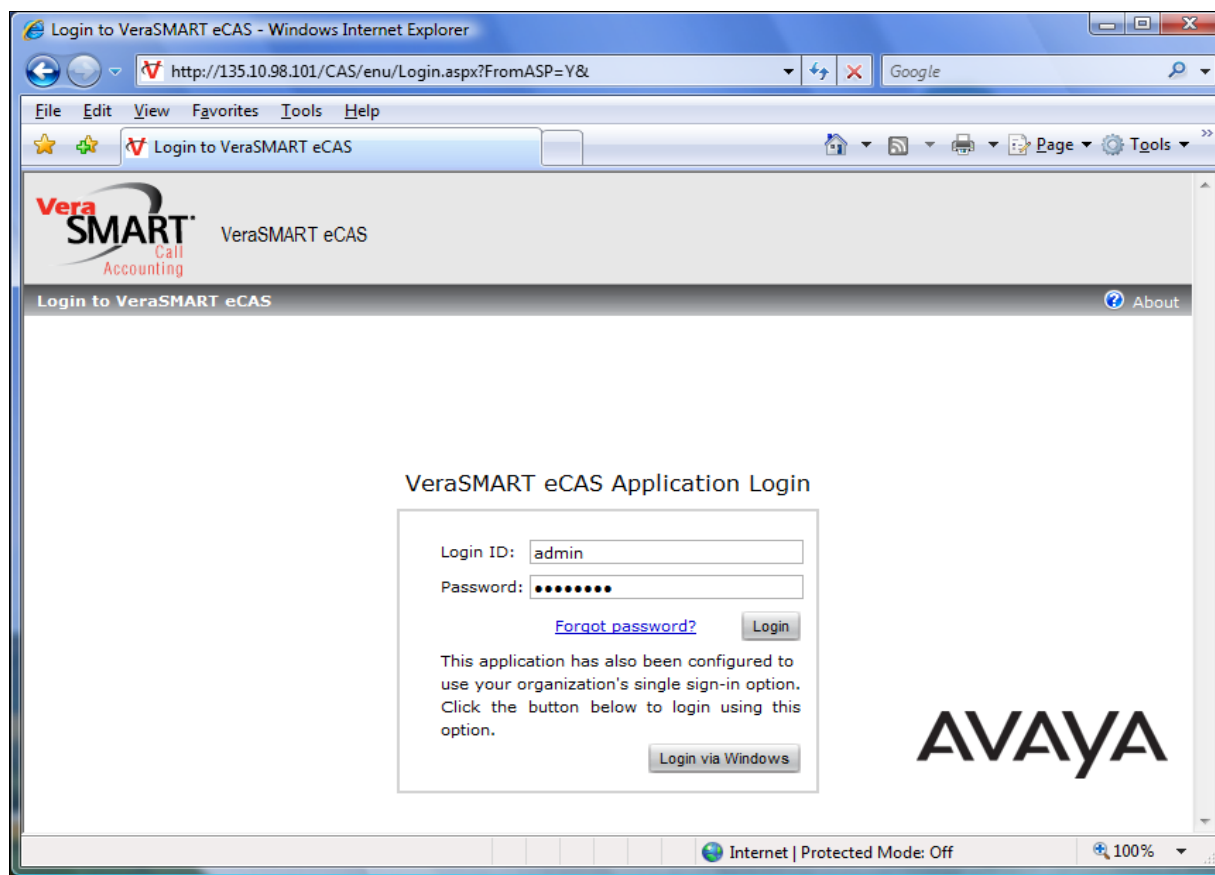 Login to VeraSMART eCAS - Windows Internet Explorer
http://135.10.98.101/CAS/enu/Login.aspx?FromASP=Y&
Google
File Edit View Favorites Tools Help
Login to VeraSMART eCAS
Page Tools »
Vera
SMART
Call
Accounting
VeraSMART eCAS
Login to VeraSMART eCAS
? About
VeraSMART eCAS Application Login
Login ID: admin
Password: ••••••••
Forgot password? Login
This application has also been configured to
use your organization's single sign-in option.
Click the button below to login using this
option.
Login via Windows
AVAYA
Internet | Protected Mode: Off
100%